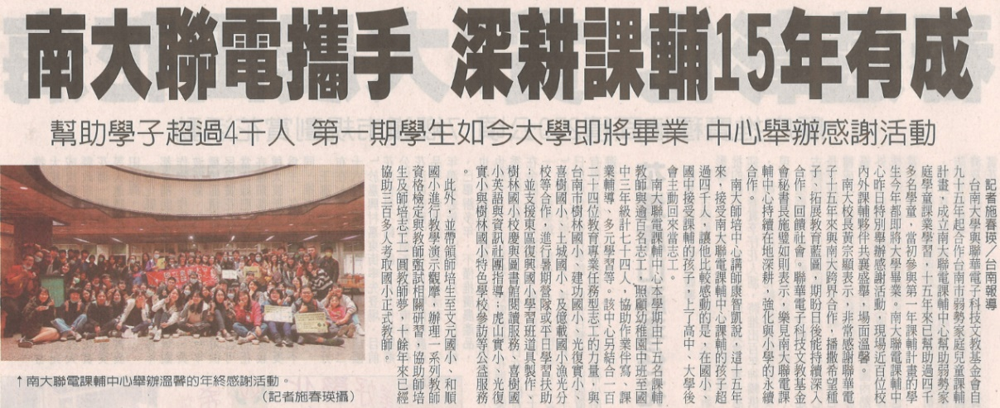 南大聯電攜手 深耕課輔15年有成
幫助學子超過4千人 第一期學生如今大學即將畢業 中心舉辦感謝活動
記者施春瑛／台南報導
台南大學與聯華電子科技文教基金會自
九十五年起合作台南市弱勢家庭兒童課輔
計畫，成立南大聯電課輔中心幫助弱勢家
庭學童課業學習，十五年來已幫助過四千
多名學童，當初參與第一年課輔計畫的學
生今年都即將大學畢業。南大聯電課輔中
心昨日特別舉辦感謝活動，現場近百位校
內外課輔夥伴共襄盛舉，場面溫馨。
南大校長黃宗顯表示，非常感謝聯華電
子十五年來與南大跨界合作，播撒希望種
子、拓展教育藍圖，期盼日後能持續深入
合作、回饋社會。聯華電子科技文教基金
會秘書長施璧如則表示，樂見南大聯電課
輔中心持續在地深耕，強化與小學的永續
合作。
南大師培中心講師康智凱說，這十五年
來，接受南大聯電課輔中心課輔的孩子超
過四千人，讓他比較感動的是，在國小、
國中接受課輔的孩子，上了高中、大學後
會主動回來當志工。
南大聯電課輔中心本學期由十五名課輔
教師與逾百名志工，照顧幼稚園中班至國
中三年級計七十四人，協助作業伴寫、課
業輔導、多元學習等。該中心另結合一百
二十四位教育專業任務型志工的力量，與
台南市樹林國小、建功國小、光復實小、
喜樹國小、土城國小、及億載國小漁光分
校等合作，進行暑期營隊或平日學習扶助
；並支援東區復興國小學習班道具製作、
樹林國小校慶與圖書館閱讀服務、喜樹國
小英語與資訊社團指導；虎山實小、光復
實小與樹林國小特色學校參訪等公益服務
。
此外，並帶領師培生至文元國小、和順
國小進行教學演示觀摩，辦理一系列教師
資格檢定與教師甄試相關研習，協助師培
生及師培志工一圓教師夢，十餘年來已經
協助三百多人考取國小正式教師。
↑南大聯電課輔中心舉辦溫馨的年終感謝活動。
（記者施春瑛攝）